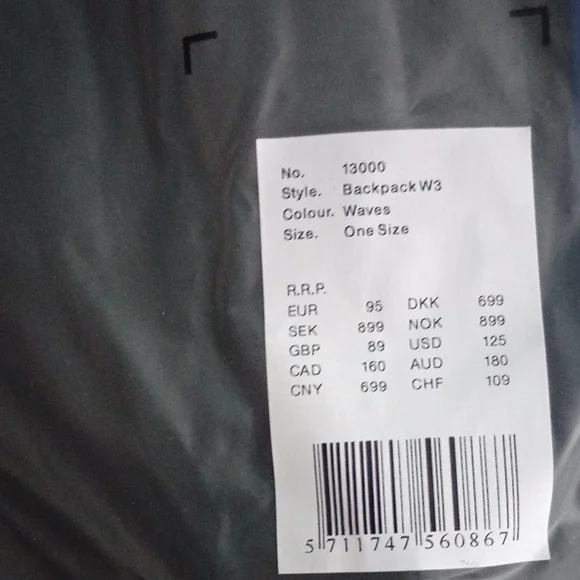 No. 13000
Style. Backpack W3
Colour. Waves
Size. One Size
R.R.P.
EUR 95 DKK 699
SEK 899 NOK 899
GBP 89 USD 125
CAD 160 AUD 180
CNY 699 CHF 109
5 711747 560867